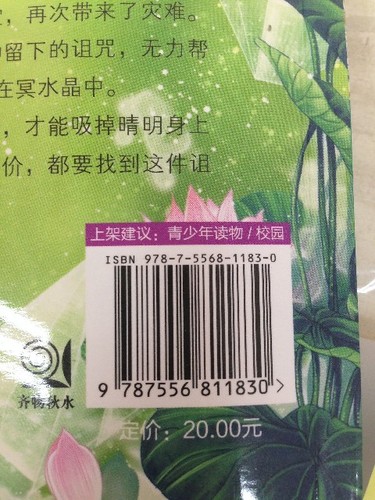 ，再次带来了灾难。
留下的诅咒，无力帮
在冥水晶中。
，才能吸掉晴明身上
价，都要找到这件诅
上架建议：青少年读物/校园
ISBN 978-7-5568-1183-0
9 787556 811830 >
齐畅秋水
定价：20.00元